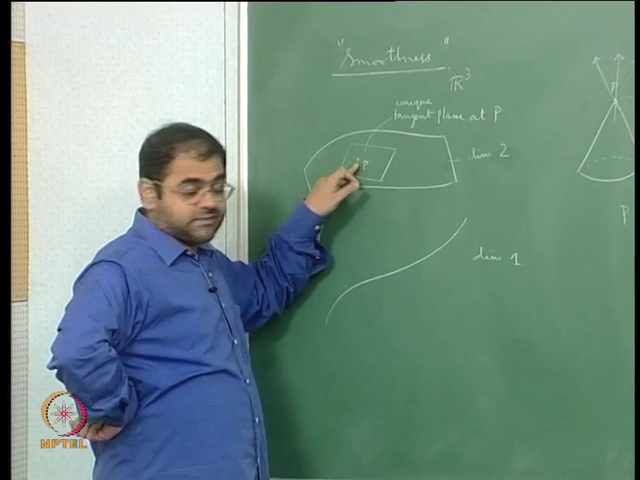 "Smoothness"
ℝ³
unique
tangent plane at P
P
dim 2
dim 1
P
P
NPTEL